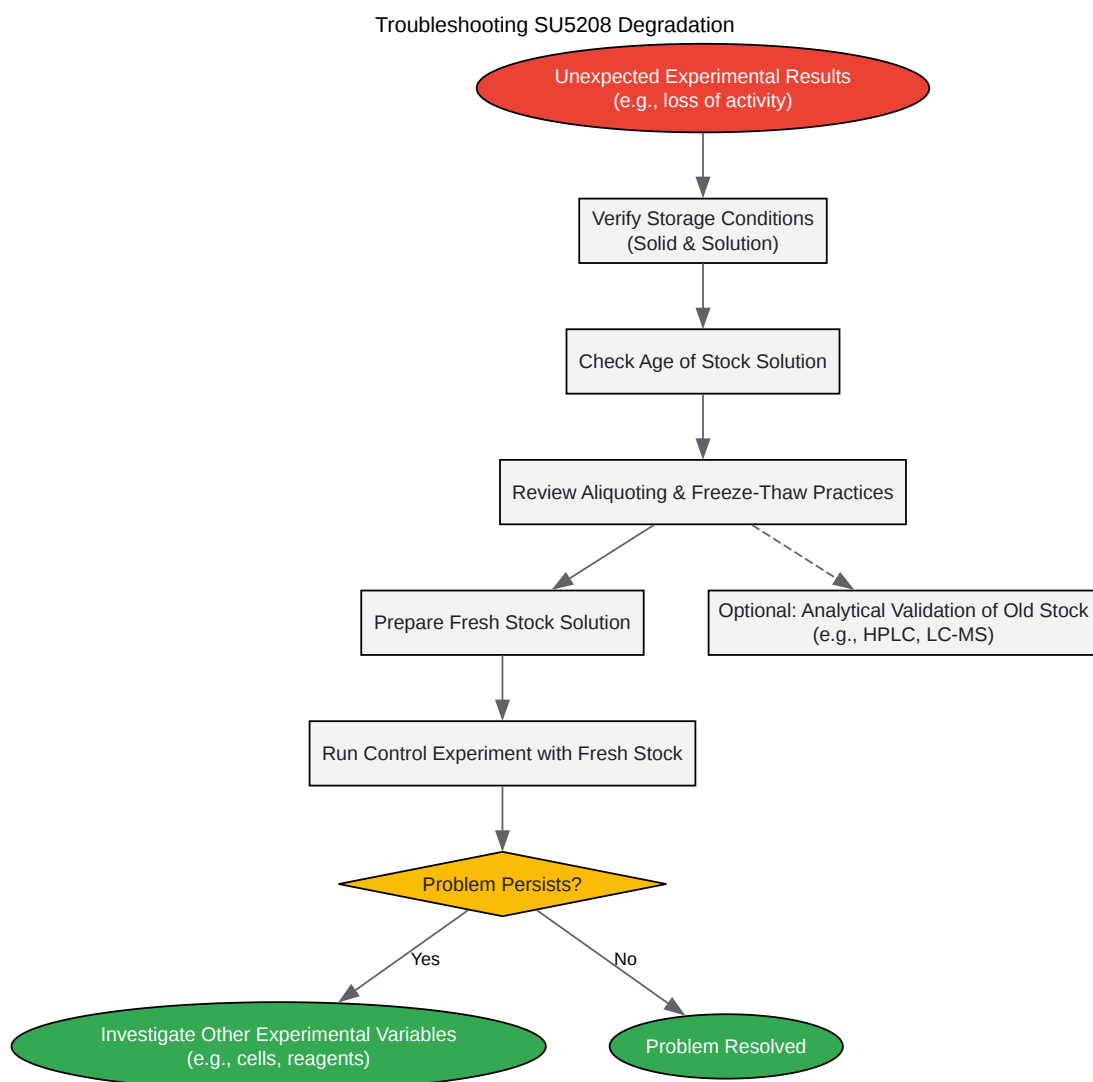 Troubleshooting SU5208 Degradation
Unexpected Experimental Results
(e.g., loss of activity)
Verify Storage Conditions
(Solid & Solution)
Check Age of Stock Solution
Review Aliquoting & Freeze-Thaw Practices
Prepare Fresh Stock Solution
Optional: Analytical Validation of Old Stock
(e.g., HPLC, LC-MS)
Run Control Experiment with Fresh Stock
Problem Persists?
Yes
No
Investigate Other Experimental Variables
(e.g., cells, reagents)
Problem Resolved